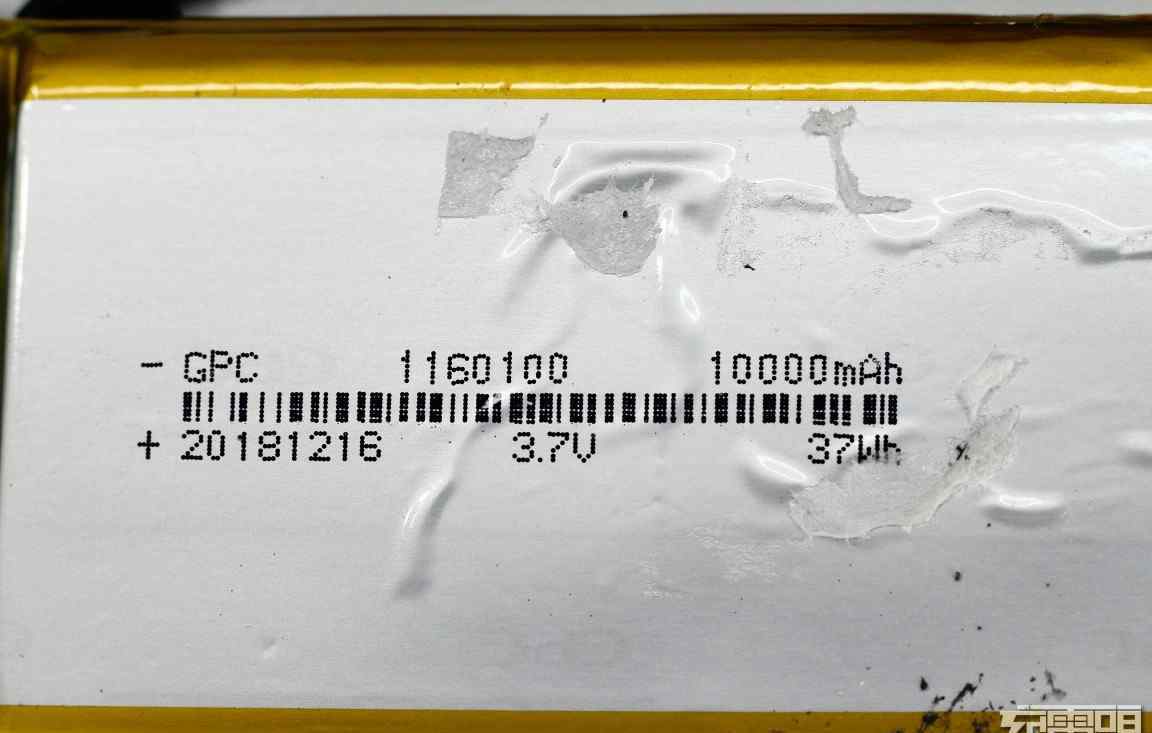 - GPC 1160100 10000mAh
+ 20181216 3.7V 37Wh